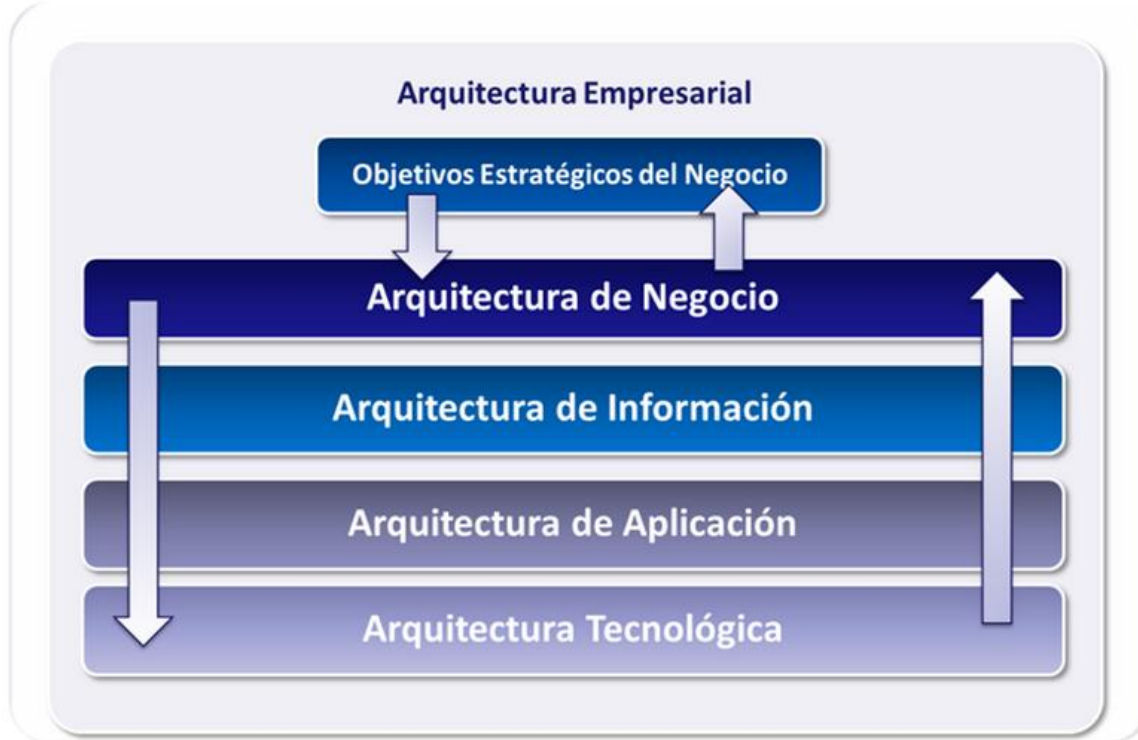 Arquitectura Empresarial
Objetivos Estratégicos del Negocio
Arquitectura de Negocio
Arquitectura de Información
Arquitectura de Aplicación
Arquitectura Tecnológica